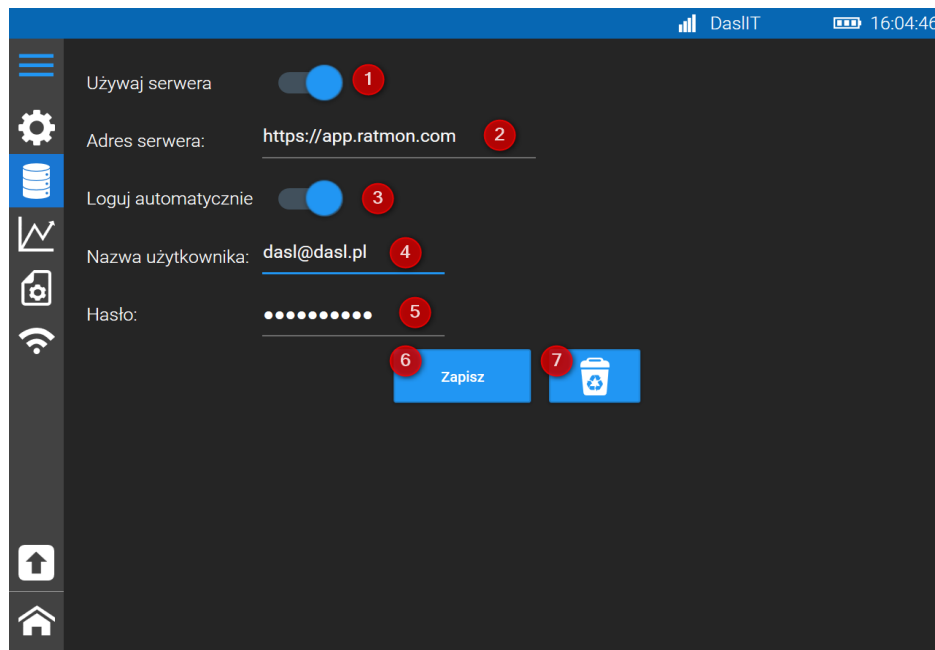 DasIIT 16:04:46
Używaj serwera 1
Adres serwera: https://app.ratmon.com 2
Loguj automatycznie 3
Nazwa użytkownika: dasl@dasl.pl 4
Hasło: ●●●●●●●●●● 5
6 Zapisz 7